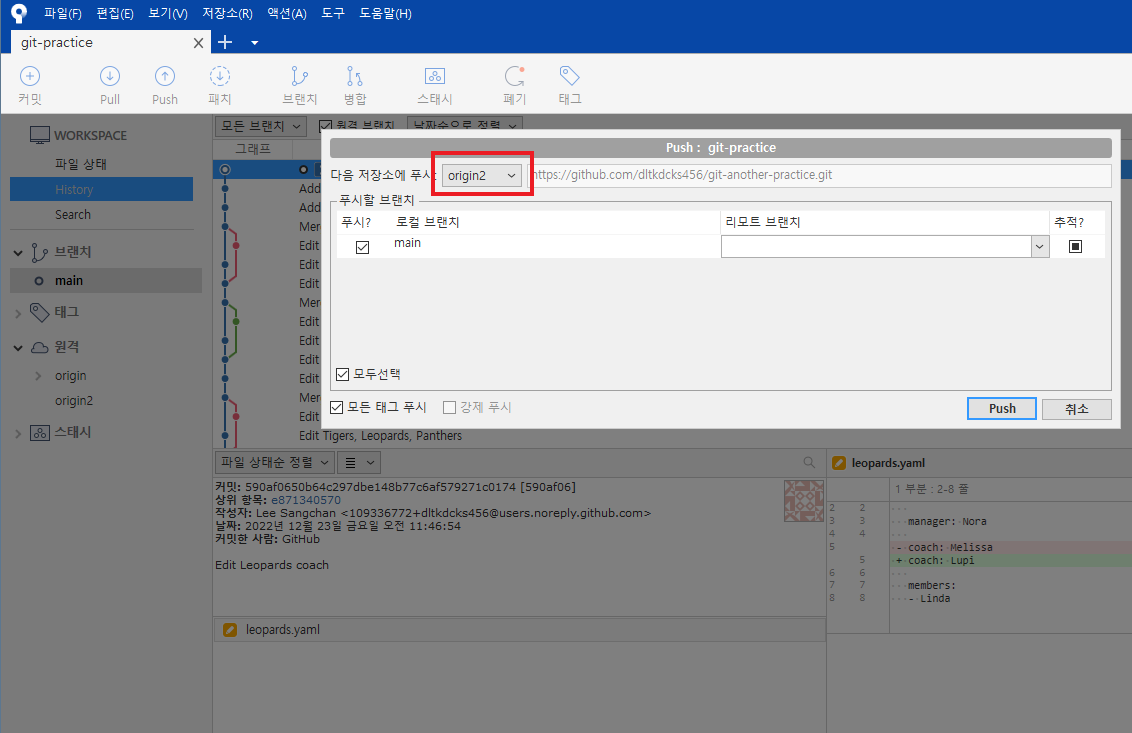 파일(F) 편집(E) 보기(V) 저장소(R) 액션(A) 도구 도움말(H)
git-practice
커밋 Pull Push 패치 브랜치 병합 스태시 폐기 태그
WORKSPACE
파일 상태
History
Search
브랜치
main
태그
원격
origin
origin2
스태시
모든 브랜치 원격 브랜치 날짜순으로 정렬
그래프
Add
Add
Mer
Edit
Edit
Edit
Mer
Edit
Edit
Edit
Edit
Mer
Edit
Edit Tigers, Leopards, Panthers
Push : git-practice
다음 저장소에 푸시: origin2 https://github.com/dltkdcks456/git-another-practice.git
푸시할 브랜치
푸시? 로컬 브랜치 리모트 브랜치 추적?
main
모두선택
모든 태그 푸시 강제 푸시
Push 취소
파일 상태순 정렬
커밋: 590af0650b64c297dbe148b77c6af579271c0174 [590af06]
상위 항목: e871340570
작성자: Lee Sangchan <109336772+dltkdcks456@users.noreply.github.com>
날짜: 2022년 12월 23일 금요일 오전 11:46:54
커밋한 사람: GitHub
Edit Leopards coach
leopards.yaml
leopards.yaml
1 부분 : 2-8 줄
2 2
3 3 manager: Nora
4 4
5 - coach: Melissa
5 + coach: Lupi
6 6
7 7 members:
8 8 - Linda